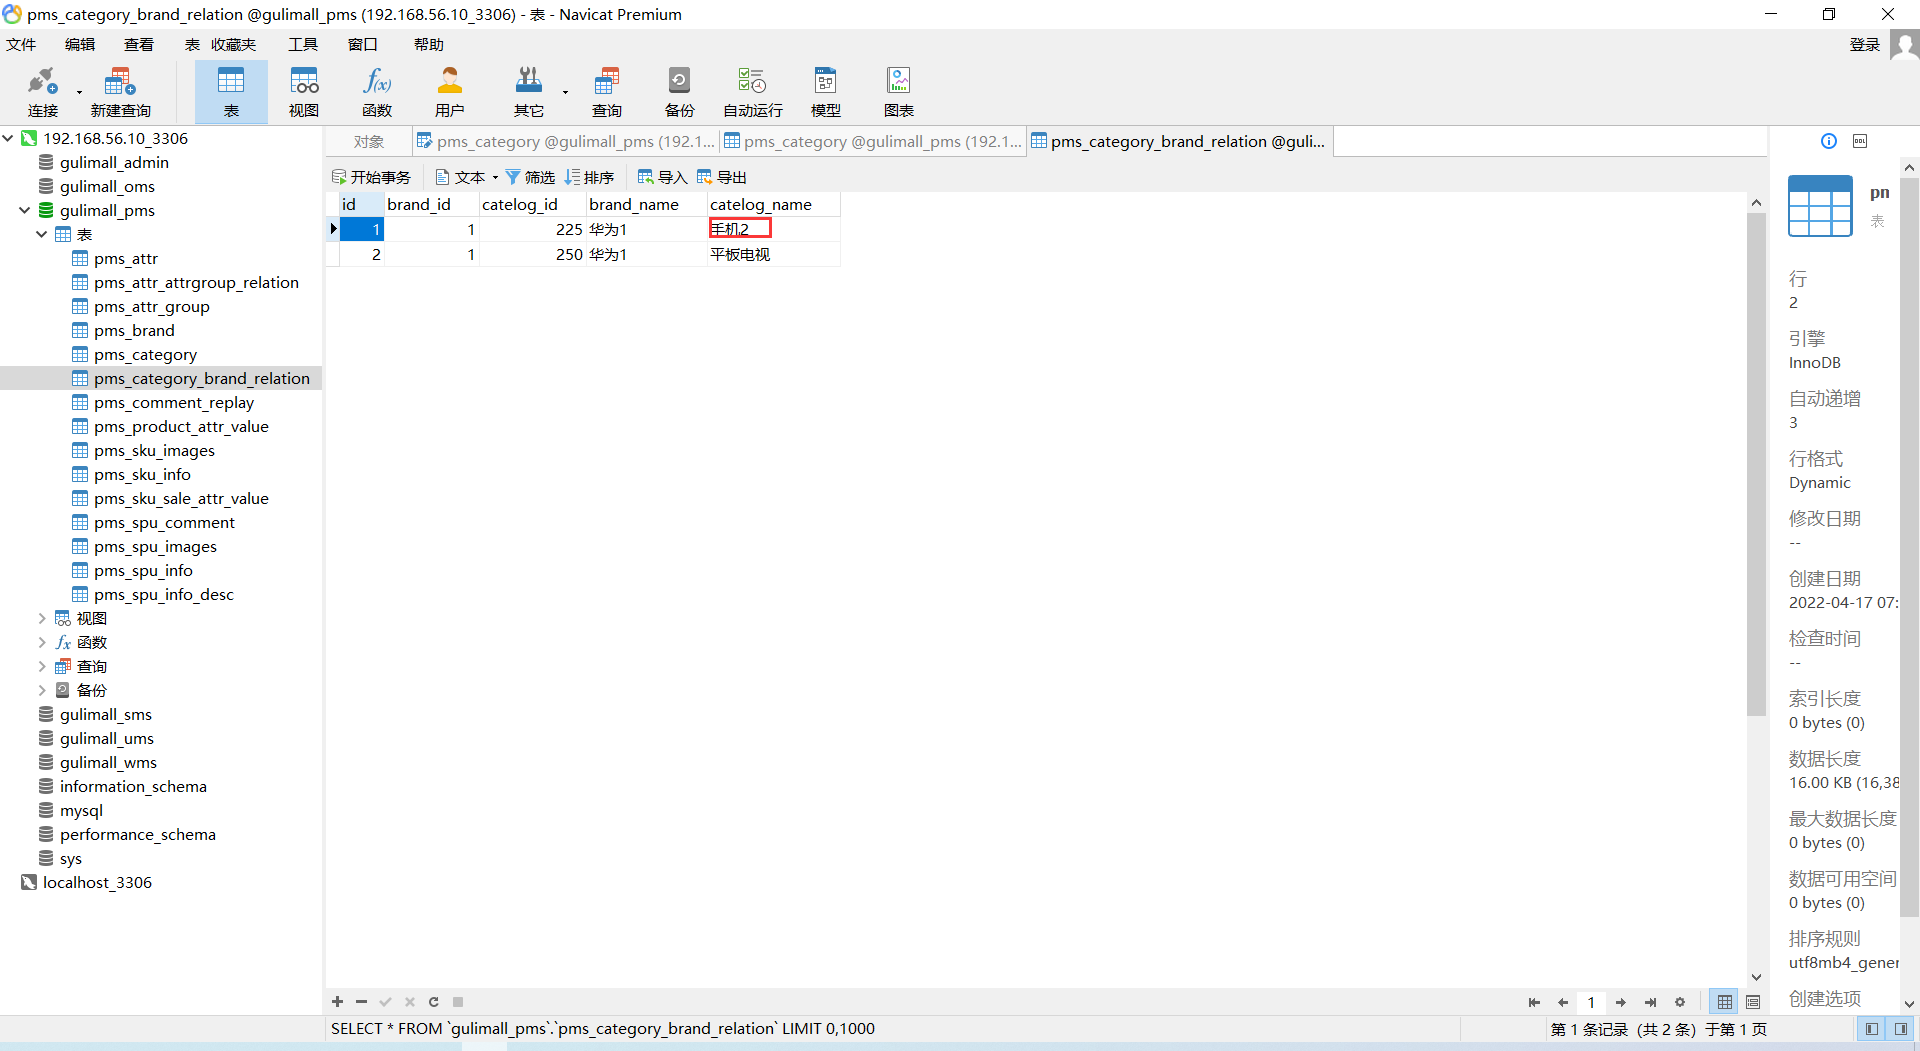 pms_category_brand_relation @gulimall_pms (192.168.56.10_3306) - 表 - Navicat Premium
文件 编辑 查看 表 收藏夹 工具 窗口 帮助 登录
连接 新建查询 表 视图 函数 用户 其它 查询 备份 自动运行 模型 图表
192.168.56.10_3306
gulimall_admin
gulimall_oms
gulimall_pms
表
pms_attr
pms_attr_attrgroup_relation
pms_attr_group
pms_brand
pms_category
pms_category_brand_relation
pms_comment_replay
pms_product_attr_value
pms_sku_images
pms_sku_info
pms_sku_sale_attr_value
pms_spu_comment
pms_spu_images
pms_spu_info
pms_spu_info_desc
视图
函数
查询
备份
gulimall_sms
gulimall_ums
gulimall_wms
information_schema
mysql
performance_schema
sys
localhost_3306
对象 pms_category @gulimall_pms (192.1... pms_category @gulimall_pms (192.1... pms_category_brand_relation @guli...
开始事务 文本 筛选 排序 导入 导出
id brand_id catelog_id brand_name catelog_name
1 1 225 华为1 手机2
2 1 250 华为1 平板电视
pn
表
行
2
引擎
InnoDB
自动递增
3
行格式
Dynamic
修改日期
--
创建日期
2022-04-17 07:
检查时间
--
索引长度
0 bytes (0)
数据长度
16.00 KB (16,38
最大数据长度
0 bytes (0)
数据可用空间
0 bytes (0)
排序规则
utf8mb4_gener
创建选项
1
SELECT * FROM `gulimall_pms`.`pms_category_brand_relation` LIMIT 0,1000
第 1 条记录 (共 2 条) 于第 1 页